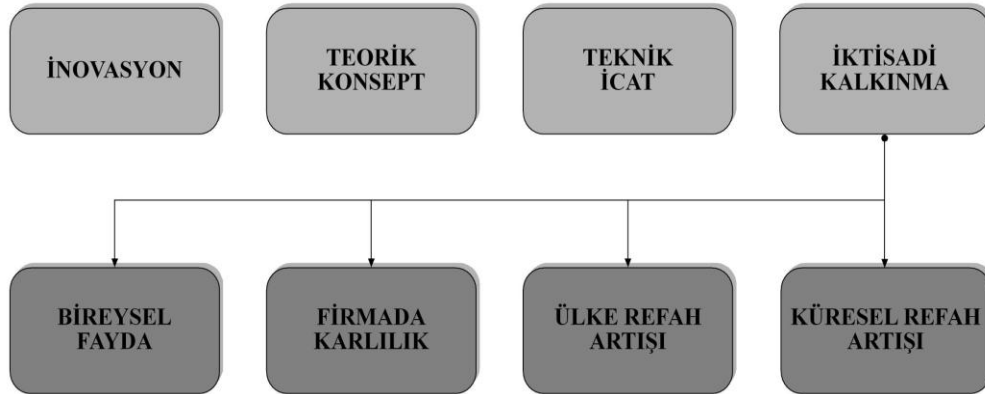 İNOVASYON
TEORİK
KONSEPT
TEKNİK
İCAT
İKTİSADİ
KALKINMA
BİREYSEL
FAYDA
FİRMADA
KARLILIK
ÜLKE REFAH
ARTIŞI
KÜRESEL REFAH
ARTIŞI